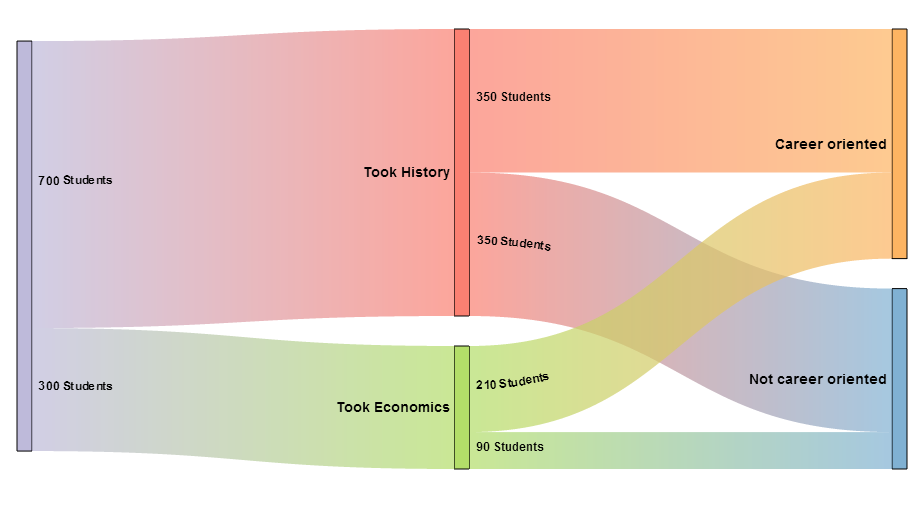 350 Students
Career oriented
Took History
700 Students
350 Students
Not career oriented
300 Students
210 Students
Took Economics
90 Students